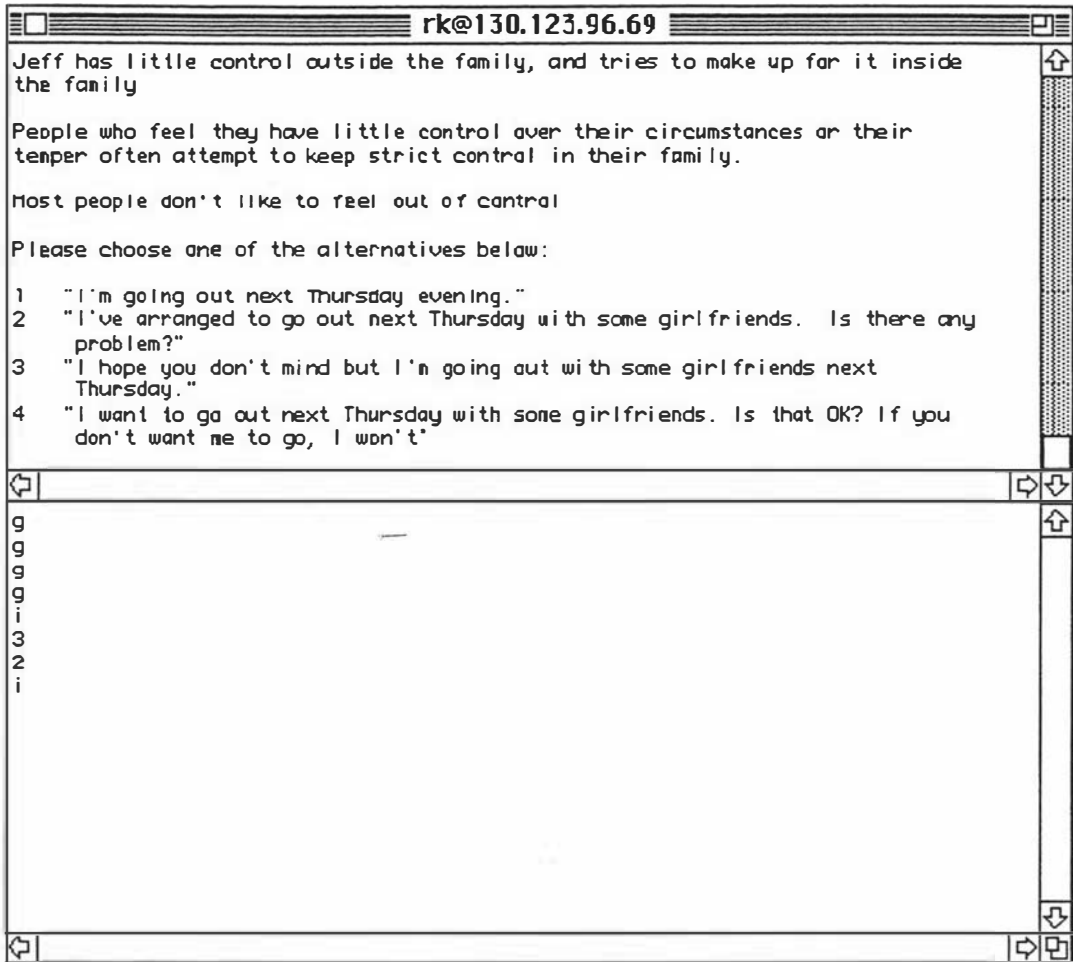 rk@130.123.96.69
Jeff has little control outside the family, and tries to make up for it inside
the family
People who feel they have little control over their circumstances or their
temper often attempt to keep strict control in their family.
Most people don't like to feel out of control
Please choose one of the alternatives below:
1 "I'm going out next Thursday evening."
2 "I've arranged to go out next Thursday with some girlfriends. Is there any
problem?"
3 "I hope you don't mind but I'm going out with some girlfriends next
Thursday."
4 "I want to go out next Thursday with some girlfriends. Is that OK? If you
don't want me to go, I won't"
g
g
g
g
i
3
2
i